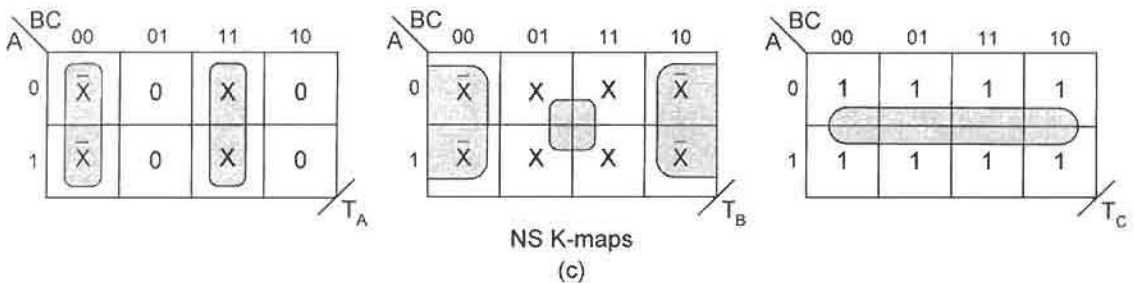 BC
A 00 01 11 10
0 X̄ 0 X 0
1 X̄ 0 X 0
T_A
BC
A 00 01 11 10
0 X̄ X X X̄
1 X̄ X X X̄
T_B
BC
A 00 01 11 10
0 1 1 1 1
1 1 1 1 1
T_C
NS K-maps
(c)